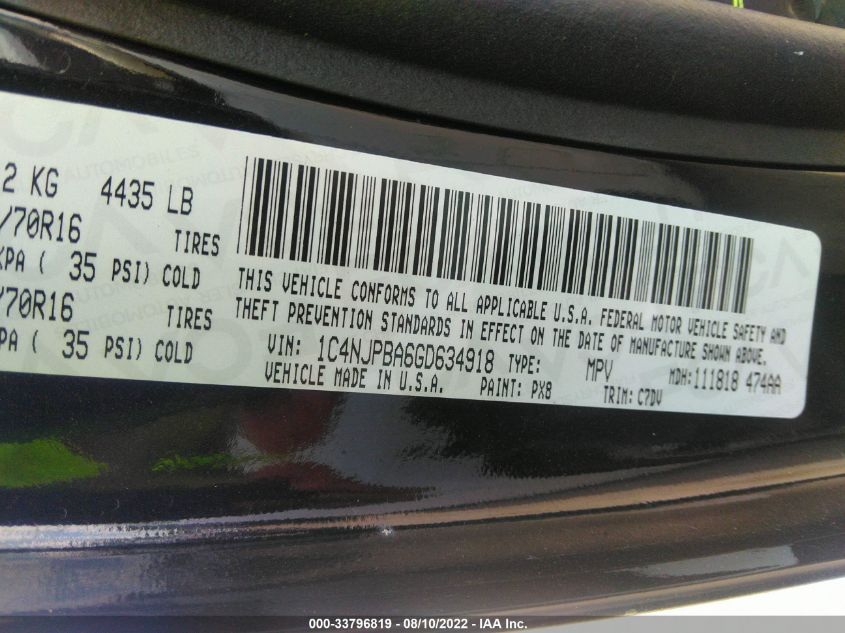 2 KG 4435 LB
/70R16 TIRES
KPA ( 35 PSI) COLD
/70R16 TIRES
PA ( 35 PSI) COLD
THIS VEHICLE CONFORMS TO ALL APPLICABLE U.S.A. FEDERAL MOTOR VEHICLE SAFETY AND
THEFT PREVENTION STANDARDS IN EFFECT ON THE DATE OF MANUFACTURE SHOWN ABOVE.
VIN: 1C4NJPBA6GD634918 TYPE: MPV MDH:111818 474AA
VEHICLE MADE IN U.S.A. PAINT: PX8 TRIM: C7DV
000-33796819 - 08/10/2022 - IAA Inc.